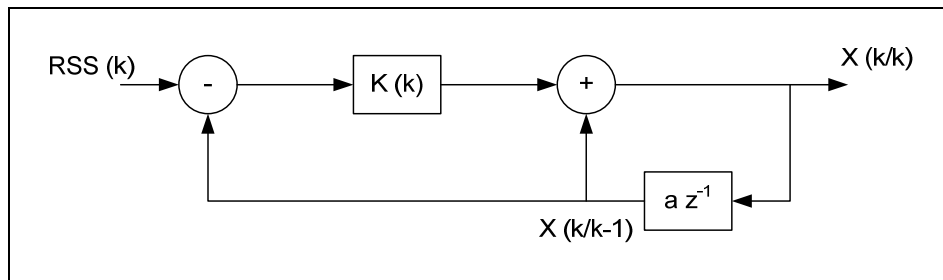 RSS (k)
-
K (k)
+
X (k/k)
X (k/k-1)
a z⁻¹